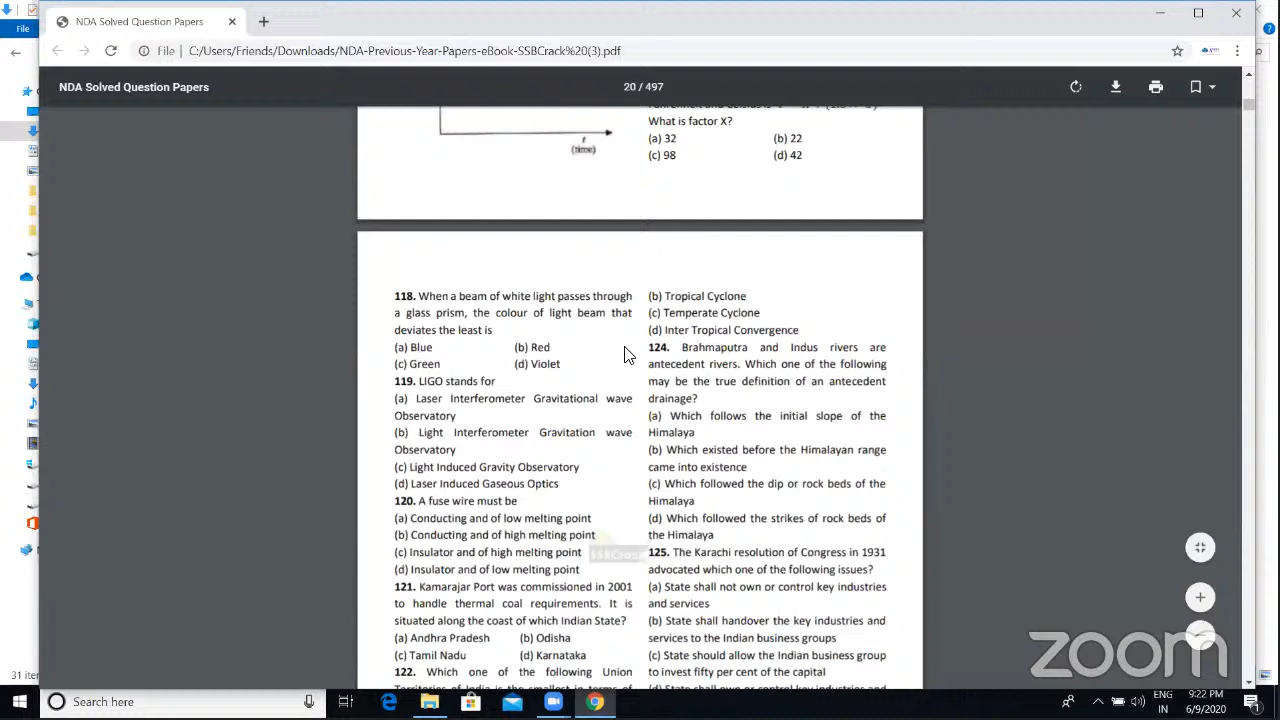 File
NDA Solved Question Papers
File
C:/Users/Friends/Downloads/NDA-Previous-Year-Papers-eBook-SSBCrack%20(3).pdf
NDA Solved Question Papers
20 / 497
t
(time)
Fahrenheit and Celsius is
What is factor X?
(a) 32 (b) 22
(c) 98 (d) 42
118. When a beam of white light passes through
a glass prism, the colour of light beam that
deviates the least is
(a) Blue (b) Red
(c) Green (d) Violet
119. LIGO stands for
(a) Laser Interferometer Gravitational wave
Observatory
(b) Light Interferometer Gravitation wave
Observatory
(c) Light Induced Gravity Observatory
(d) Laser Induced Gaseous Optics
120. A fuse wire must be
(a) Conducting and of low melting point
(b) Conducting and of high melting point
(c) Insulator and of high melting point
(d) Insulator and of low melting point
121. Kamarajar Port was commissioned in 2001
to handle thermal coal requirements. It is
situated along the coast of which Indian State?
(a) Andhra Pradesh (b) Odisha
(c) Tamil Nadu (d) Karnataka
122. Which one of the following Union
Territories of India is the smallest in terms of
(b) Tropical Cyclone
(c) Temperate Cyclone
(d) Inter Tropical Convergence
124. Brahmaputra and Indus rivers are
antecedent rivers. Which one of the following
may be the true definition of an antecedent
drainage?
(a) Which follows the initial slope of the
Himalaya
(b) Which existed before the Himalayan range
came into existence
(c) Which followed the dip or rock beds of the
Himalaya
(d) Which followed the strikes of rock beds of
the Himalaya
125. The Karachi resolution of Congress in 1931
advocated which one of the following issues?
(a) State shall not own or control key industries
and services
(b) State shall handover the key industries and
services to the Indian business groups
(c) State should allow the Indian business group
to invest fifty per cent of the capital
(d) State shall own or control key industries and
SSBCrack
zoom
31 item
Search here
ENG
IN
9:22 PM
6/9/2020